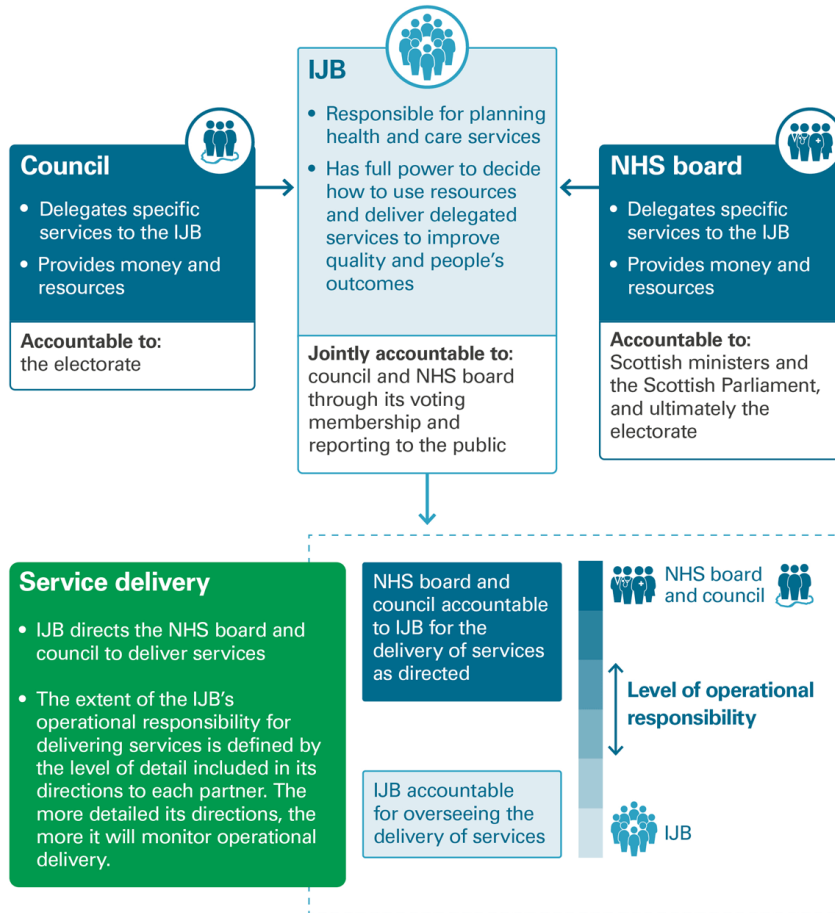 IJB
• Responsible for planning
health and care services
• Has full power to decide
how to use resources
and deliver delegated
services to improve
quality and people's
outcomes
Jointly accountable to:
council and NHS board
through its voting
membership and
reporting to the public
Council
• Delegates specific
services to the IJB
• Provides money and
resources
Accountable to:
the electorate
NHS board
• Delegates specific
services to the IJB
• Provides money and
resources
Accountable to:
Scottish ministers and
the Scottish Parliament,
and ultimately the
electorate
Service delivery
• IJB directs the NHS board and
council to deliver services
• The extent of the IJB's
operational responsibility for
delivering services is defined by
the level of detail included in its
directions to each partner. The
more detailed its directions, the
more it will monitor operational
delivery.
NHS board and
council accountable
to IJB for the
delivery of services
as directed
IJB accountable
for overseeing the
delivery of services
NHS board
and council
Level of operational
responsibility
IJB